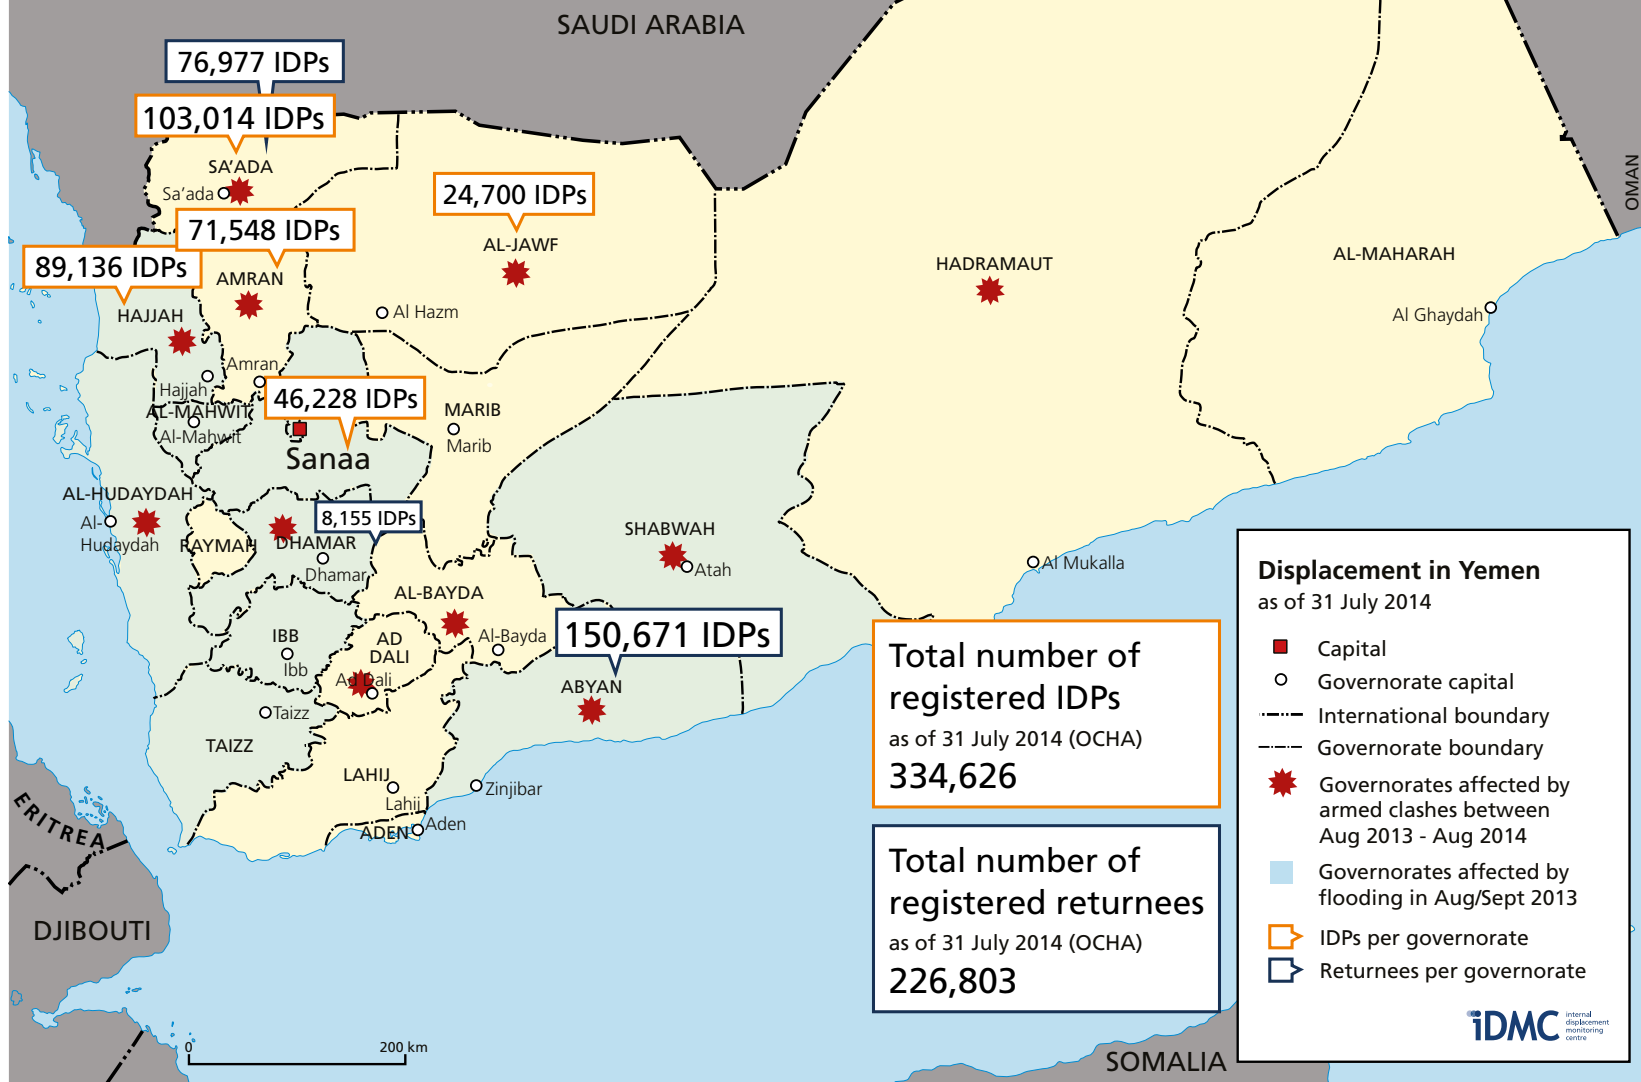 SAUDI ARABIA
76,977 IDPs
103,014 IDPs
SA'ADA
Sa'ada
71,548 IDPs
24,700 IDPs
89,136 IDPs
AMRAN
AL-JAWF
HADRAMAUT
AL-MAHARAH
OMAN
HAJJAH
Al Hazm
Al Ghaydah
Amran
Hajjah
46,228 IDPs
AL-MAHWIT
Al-Mahwit
MARIB
Marib
Sanaa
AL-HUDAYDAH
Al-
Hudaydah
RAYMAH
8,155 IDPs
DHAMAR
Dhamar
SHABWAH
Atah
Al Mukalla
AL-BAYDA
Al-Bayda
150,671 IDPs
IBB
Ibb
AD
DALI
Ad Dali
ABYAN
Taizz
TAIZZ
LAHIJ
Lahij
Zinjibar
ADEN
Aden
ERITREA
DJIBOUTI
SOMALIA
0
200 km
Total number of
registered IDPs
as of 31 July 2014 (OCHA)
334,626
Total number of
registered returnees
as of 31 July 2014 (OCHA)
226,803
Displacement in Yemen
as of 31 July 2014
Capital
Governorate capital
International boundary
Governorate boundary
Governorates affected by
armed clashes between
Aug 2013 - Aug 2014
Governorates affected by
flooding in Aug/Sept 2013
IDPs per governorate
Returnees per governorate
iDMC
internal
displacement
monitoring
centre